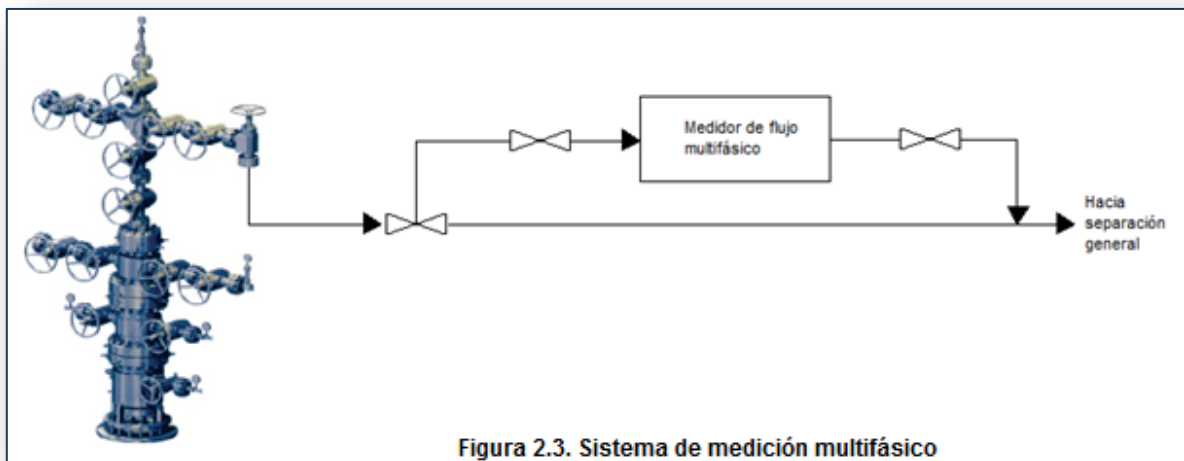 Medidor de flujo
multifásico
Hacia
separación
general
Figura 2.3. Sistema de medición multifásico